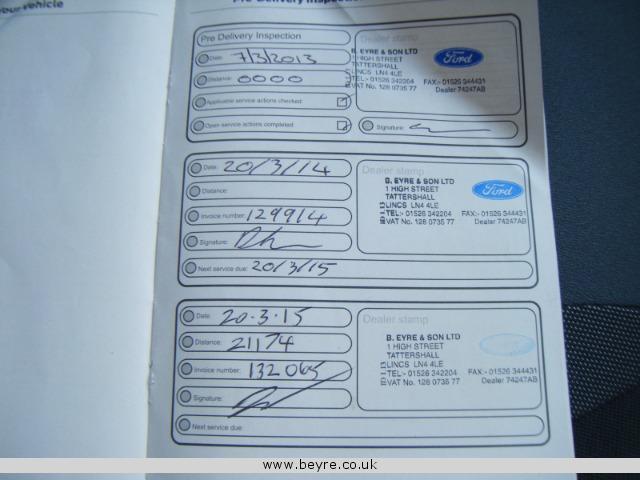 your vehicle
Pre Delivery Inspection
Pre Delivery Inspection
Date: 7/3/2013
Distance: 0000
Applicable service actions checked:
Open service actions completed:
Dealer stamp
B. EYRE & SON LTD
1 HIGH STREET
TATTERSHALL
LINCS LN4 4LE
TEL:- 01526 342204 FAX:- 01526 344431
VAT No. 128 0735 77 Dealer 74247AB
Ford
Signature:
Date: 20/3/14
Distance:
Invoice number: 129914
Signature:
Next service due: 20/3/15
Dealer stamp
B. EYRE & SON LTD
1 HIGH STREET
TATTERSHALL
LINCS LN4 4LE
TEL:- 01526 342204 FAX:- 01526 344431
VAT No. 128 0735 77 Dealer 74247AB
Ford
Date: 20.3.15
Distance: 21174
Invoice number: 132065
Signature:
Next service due:
Dealer stamp
B. EYRE & SON LTD
1 HIGH STREET
TATTERSHALL
LINCS LN4 4LE
TEL:- 01526 342204 FAX:- 01526 344431
VAT No. 128 0735 77 Dealer 74247AB
www.beyre.co.uk